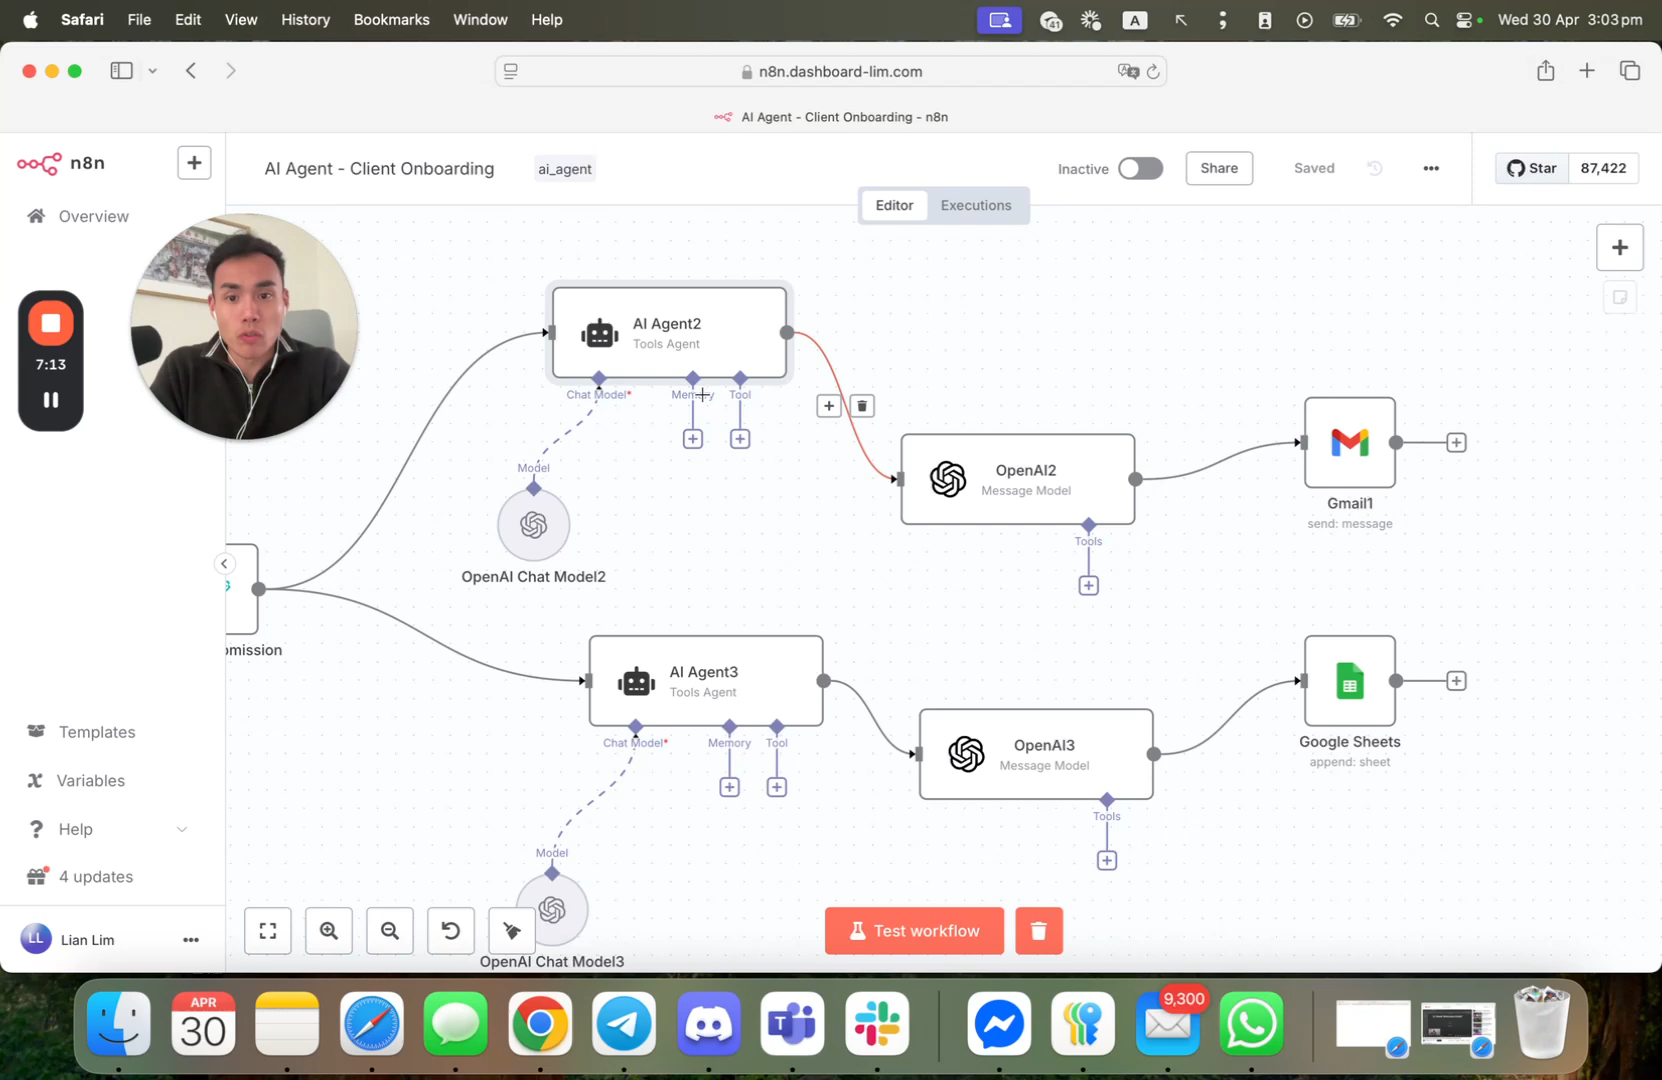 Safari File Edit View History Bookmarks Window Help
41 A Wed 30 Apr 3:03 pm
n8n.dashboard-lim.com
AI Agent - Client Onboarding - n8n
n8n
AI Agent - Client Onboarding ai_agent
Inactive Share Saved ••• Star 87,422
Editor Executions
Overview
7:13
AI Agent2
Tools Agent
Chat Model* Memory Tool
Model
OpenAI Chat Model2
OpenAI2
Message Model
Tools
Gmail1
send: message
omission
AI Agent3
Tools Agent
Chat Model* Memory Tool
Model
OpenAI Chat Model3
OpenAI3
Message Model
Tools
Google Sheets
append: sheet
Templates
Variables
Help
4 updates
LL Lian Lim •••
Test workflow
APR
30
9,300